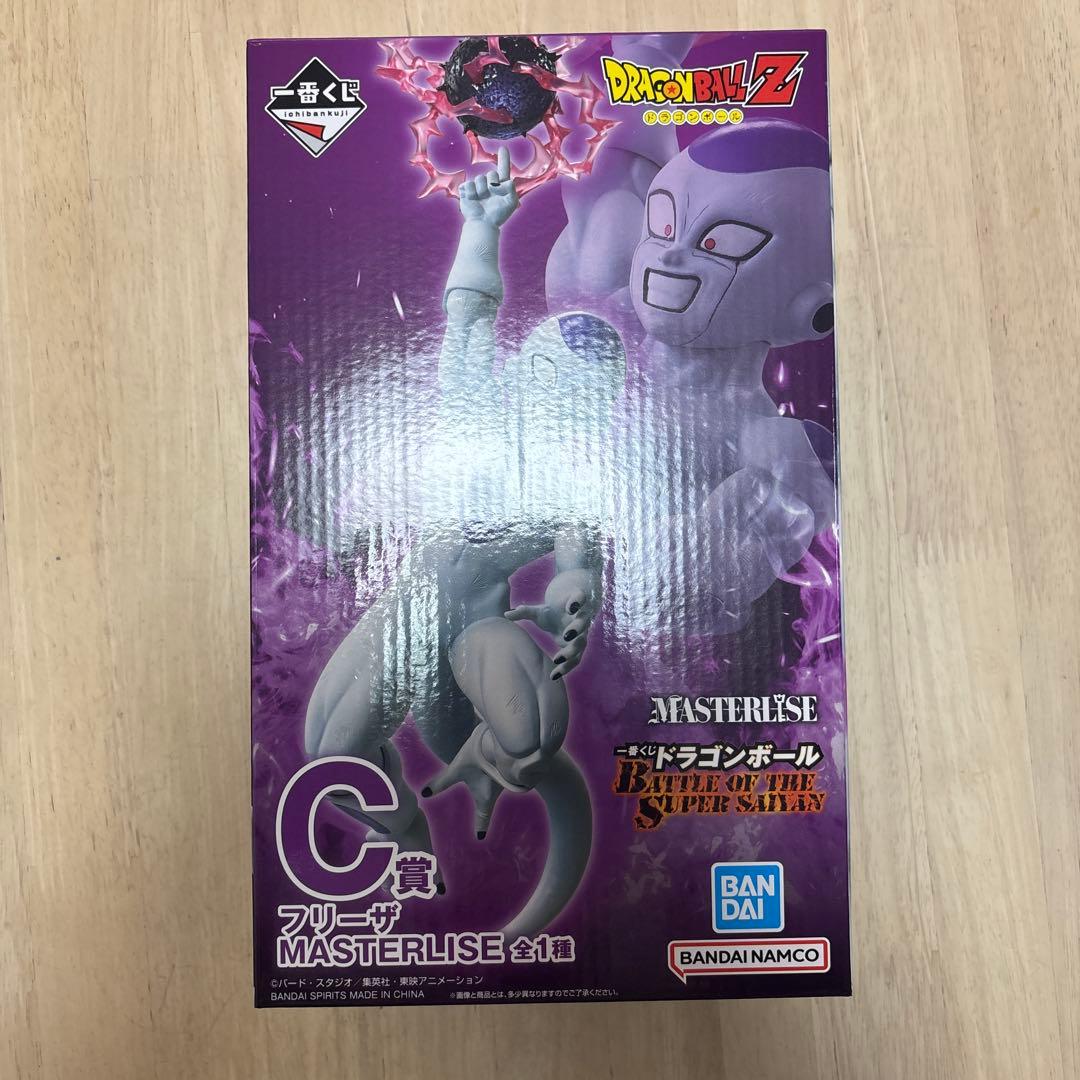 一番くじ
ichibankuji
DRAGONBALL Z
ドラゴンボール
MASTERLISE
一番くじ ドラゴンボール
BATTLE OF THE
SUPER SAIYAN
C賞
フリーザ
MASTERLISE 全1種
BAN
DAI
BANDAI NAMCO
©バード・スタジオ／集英社・東映アニメーション
BANDAI SPIRITS MADE IN CHINA ※画像と商品とは、多少異なりますのでご了承ください。